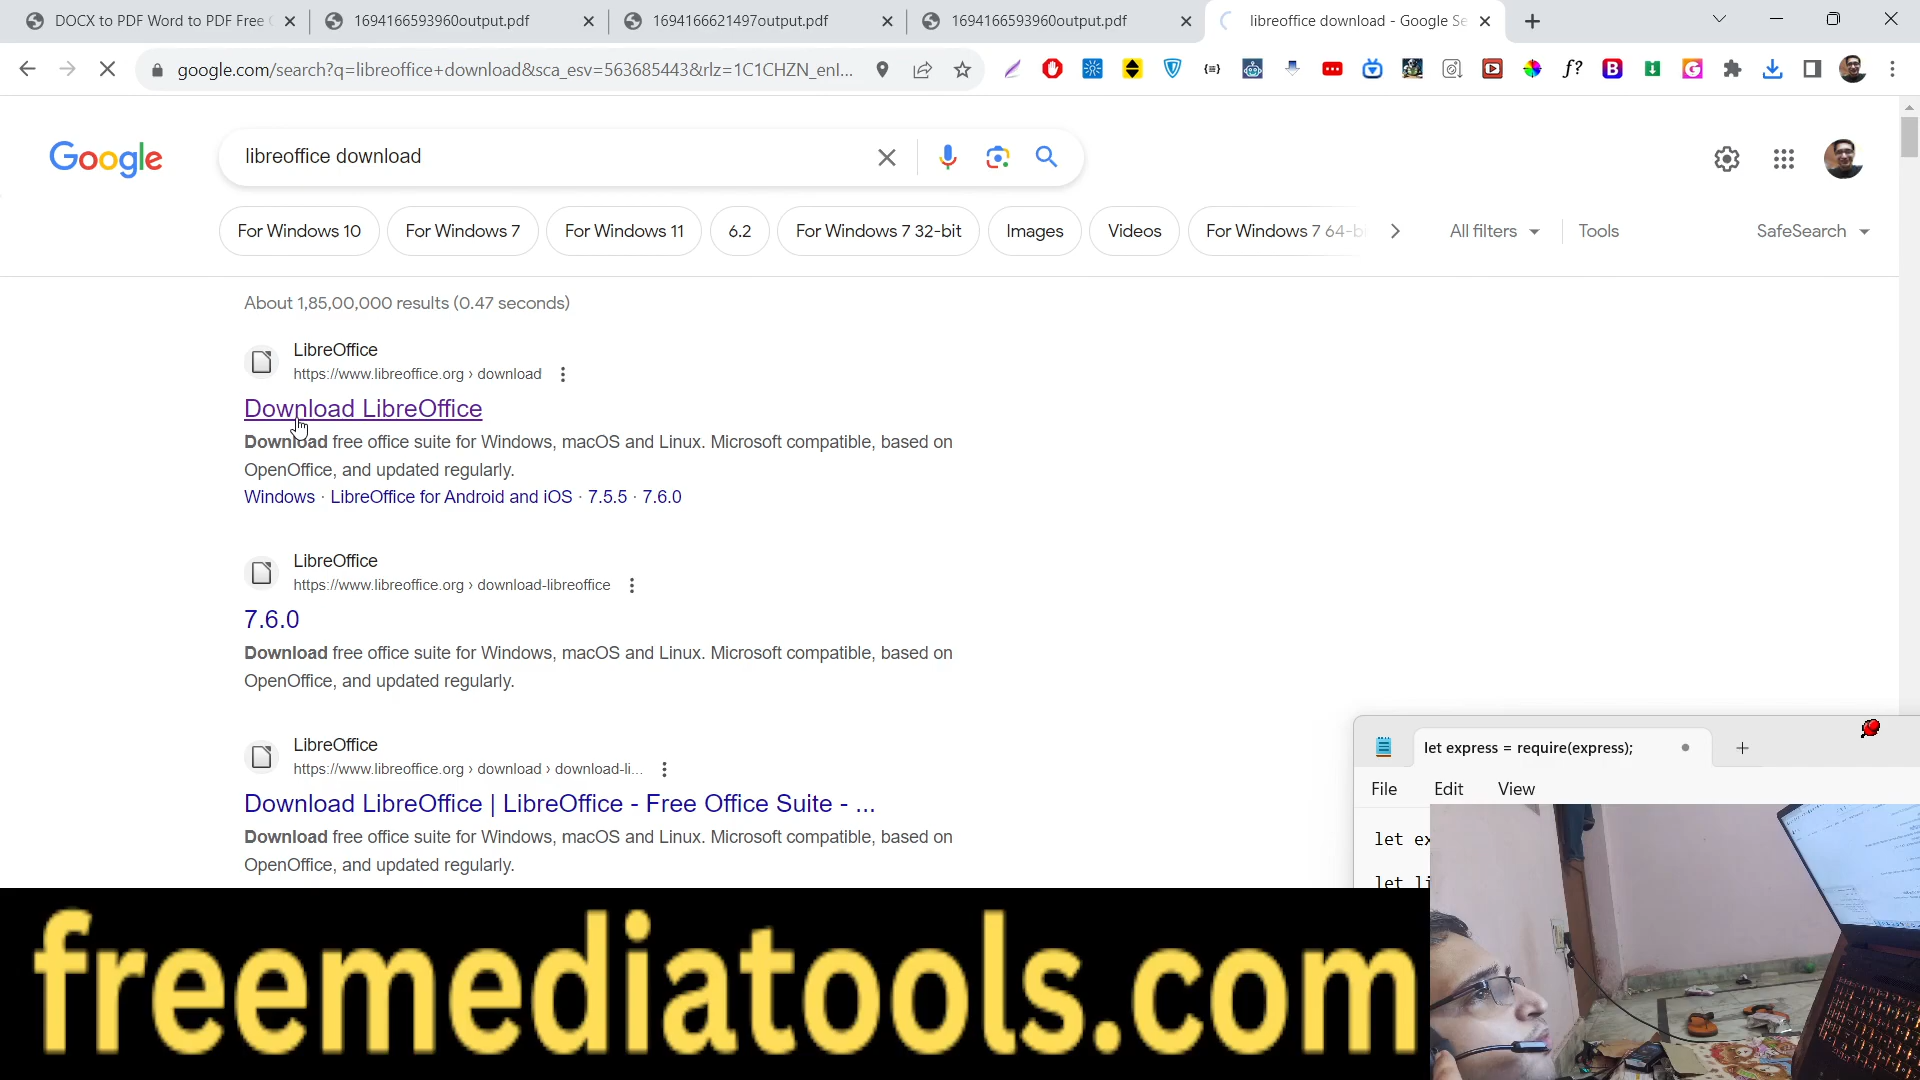 DOCX to PDF Word to PDF Free
1694166593960output.pdf
1694166621497output.pdf
1694166593960output.pdf
libreoffice download - Google Se
google.com/search?q=libreoffice+download&sca_esv=563685443&rlz=1C1CHZN_enI...
Google
libreoffice download
For Windows 10
For Windows 7
For Windows 11
6.2
For Windows 7 32-bit
Images
Videos
For Windows 7 64-b
All filters
Tools
SafeSearch
About 1,85,00,000 results (0.47 seconds)
LibreOffice
https://www.libreoffice.org › download
Download LibreOffice
Download free office suite for Windows, macOS and Linux. Microsoft compatible, based on
OpenOffice, and updated regularly.
Windows · LibreOffice for Android and iOS · 7.5.5 · 7.6.0
LibreOffice
https://www.libreoffice.org › download-libreoffice
7.6.0
Download free office suite for Windows, macOS and Linux. Microsoft compatible, based on
OpenOffice, and updated regularly.
LibreOffice
https://www.libreoffice.org › download › download-li...
Download LibreOffice | LibreOffice - Free Office Suite - ...
Download free office suite for Windows, macOS and Linux. Microsoft compatible, based on
OpenOffice, and updated regularly.
let express = require(express);
File Edit View
let ex
let li
freemediatools.com